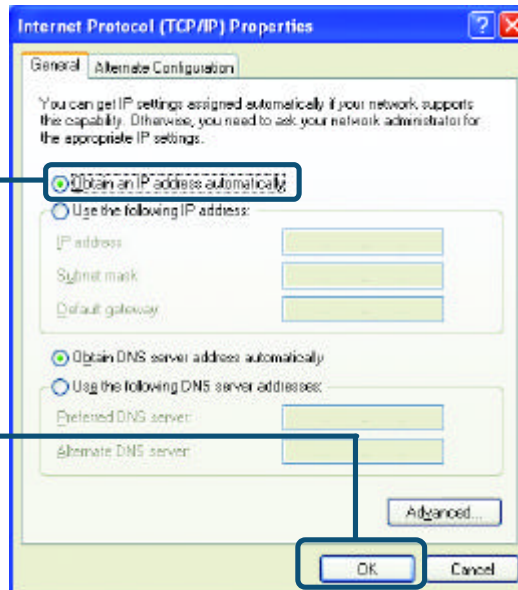 Internet Protocol (TCP/IP) Properties
General Alternate Configuration
You can get IP settings assigned automatically if your network supports
this capability. Otherwise, you need to ask your network administrator for
the appropriate IP settings.
Obtain an IP address automatically
Use the following IP address:
IP address
Subnet mask
Default gateway
Obtain DNS server address automatically
Use the following DNS server addresses:
Preferred DNS server:
Alternate DNS server:
Advanced...
OK Cancel